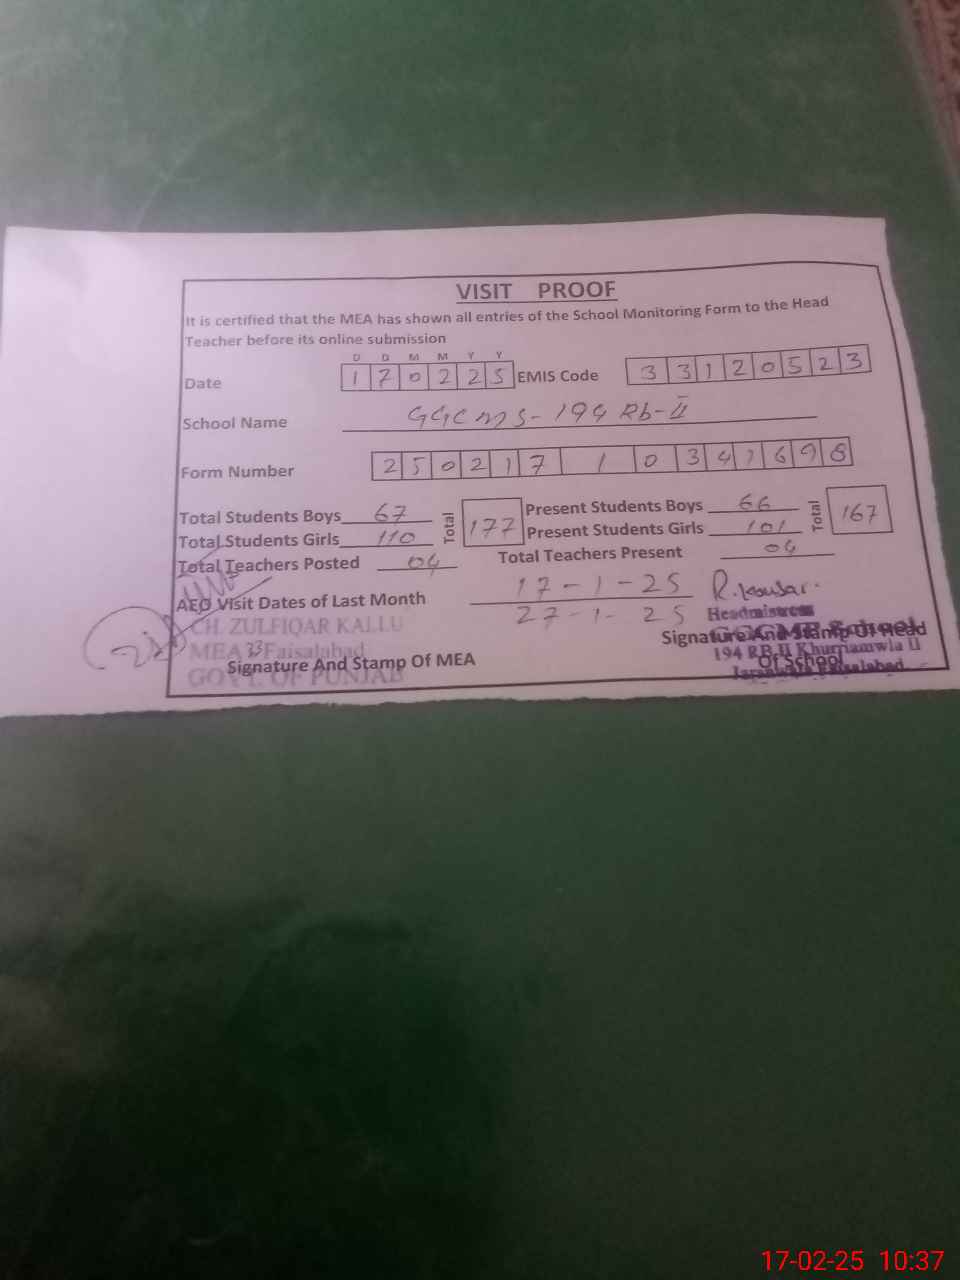 VISIT PROOF
It is certified that the MEA has shown all entries of the School Monitoring Form to the Head
Teacher before its online submission
D D M M Y Y
Date 1 7 0 2 2 5 EMIS Code 3 3 1 2 0 5 2 3
School Name GGCMS-194 Rb-II
Form Number 2 5 0 2 1 7 1 0 3 4 1 6 9 8
Total Students Boys 67 Total 177 Present Students Boys 66 Total 167
Total Students Girls 110 Present Students Girls 101
Total Teachers Posted 04 Total Teachers Present 04
AEO Visit Dates of Last Month 17-1-25
27-1-25
R. Kousar.
Headmistress
CH. ZULFIQAR KALLU
MEA 33 Faisalabad
GOVT. OF PUNJAB
Signature And Stamp Of MEA
Signature And Stamp Of Head
Of School
194 RB II Khurrianwla II
Jaranwala Faisalabad
17-02-25 10:37